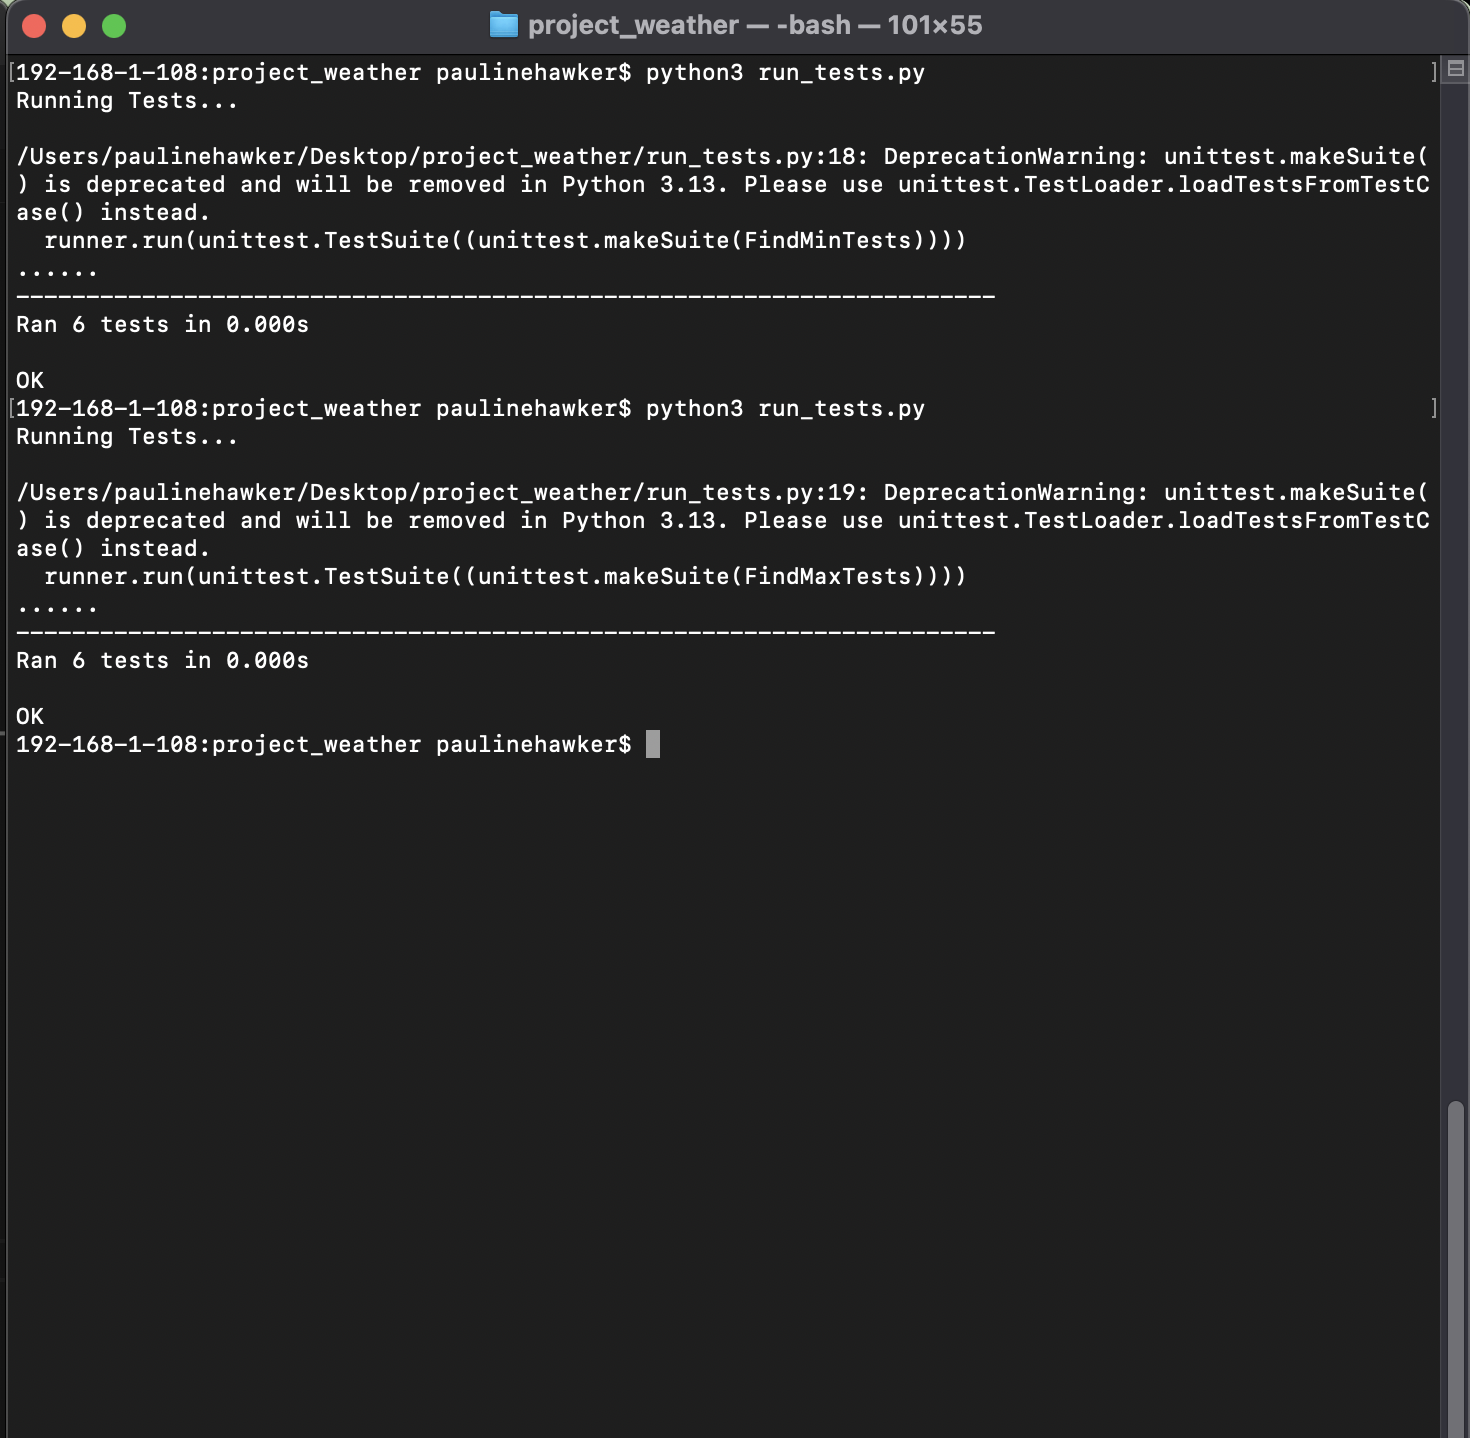 project_weather — -bash — 101×55
[192-168-1-108:project_weather paulinehawker$ python3 run_tests.py ]
Running Tests...
/Users/paulinehawker/Desktop/project_weather/run_tests.py:18: DeprecationWarning: unittest.makeSuite(
) is deprecated and will be removed in Python 3.13. Please use unittest.TestLoader.loadTestsFromTestC
ase() instead.
  runner.run(unittest.TestSuite((unittest.makeSuite(FindMinTests))))
......
----------------------------------------------------------------------
Ran 6 tests in 0.000s
OK
[192-168-1-108:project_weather paulinehawker$ python3 run_tests.py ]
Running Tests...
/Users/paulinehawker/Desktop/project_weather/run_tests.py:19: DeprecationWarning: unittest.makeSuite(
) is deprecated and will be removed in Python 3.13. Please use unittest.TestLoader.loadTestsFromTestC
ase() instead.
  runner.run(unittest.TestSuite((unittest.makeSuite(FindMaxTests))))
......
----------------------------------------------------------------------
Ran 6 tests in 0.000s
OK
192-168-1-108:project_weather paulinehawker$